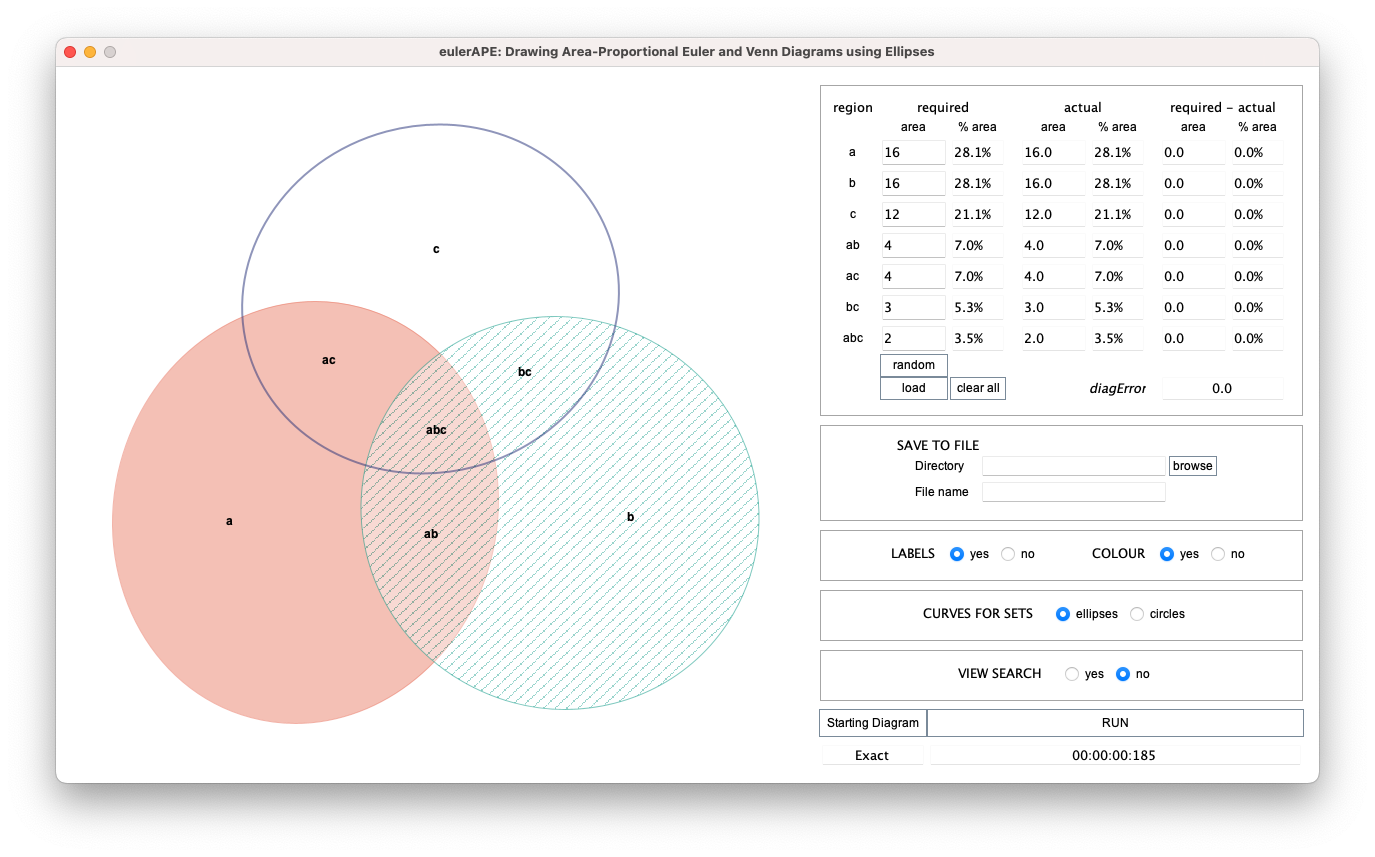 eulerAPE: Drawing Area-Proportional Euler and Venn Diagrams using Ellipses
c
ac
bc
abc
a
b
ab
region required actual required - actual
area % area area % area area % area
a 16 28.1% 16.0 28.1% 0.0 0.0%
b 16 28.1% 16.0 28.1% 0.0 0.0%
c 12 21.1% 12.0 21.1% 0.0 0.0%
ab 4 7.0% 4.0 7.0% 0.0 0.0%
ac 4 7.0% 4.0 7.0% 0.0 0.0%
bc 3 5.3% 3.0 5.3% 0.0 0.0%
abc 2 3.5% 2.0 3.5% 0.0 0.0%
random
load clear all diagError 0.0
SAVE TO FILE
Directory browse
File name
LABELS yes no COLOUR yes no
CURVES FOR SETS ellipses circles
VIEW SEARCH yes no
Starting Diagram RUN
Exact 00:00:00:185